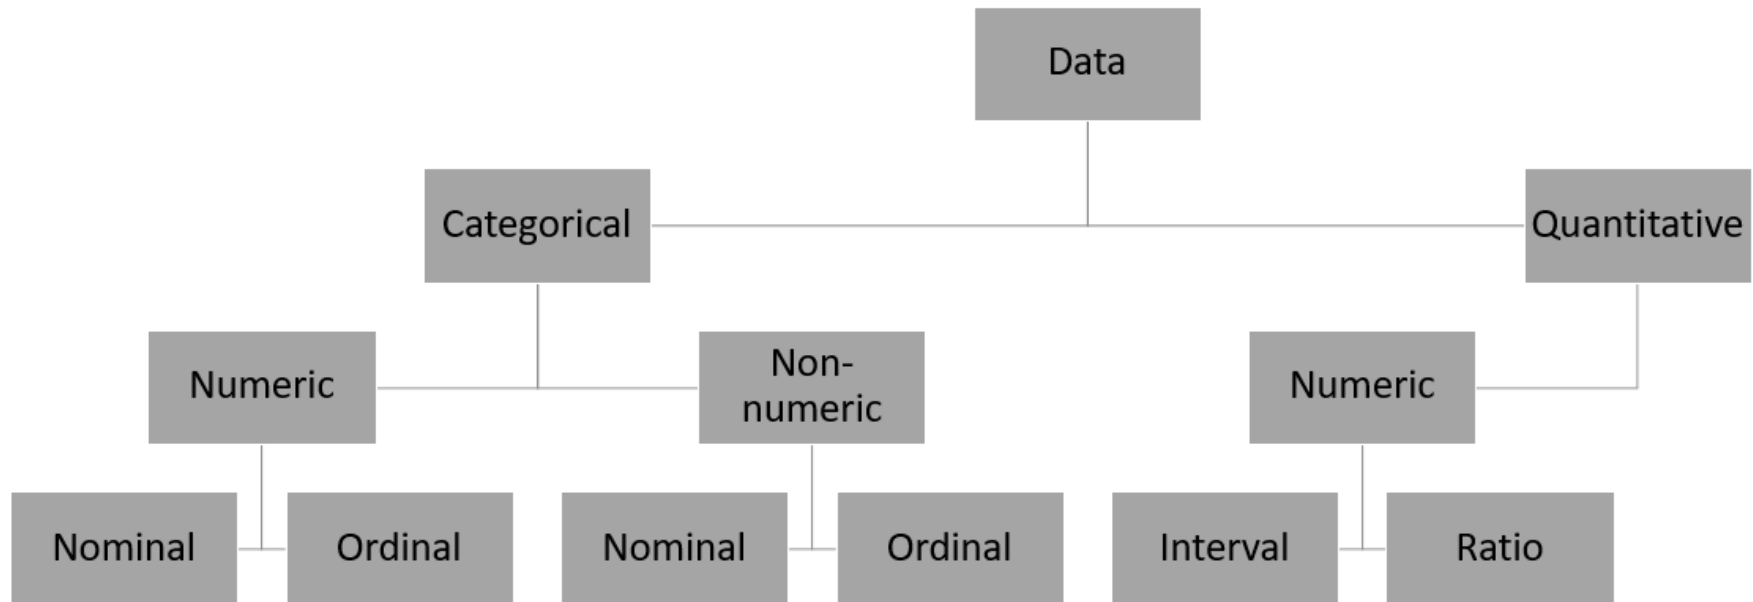 Data
Categorical
Quantitative
Numeric
Non-
numeric
Numeric
Nominal
Ordinal
Nominal
Ordinal
Interval
Ratio